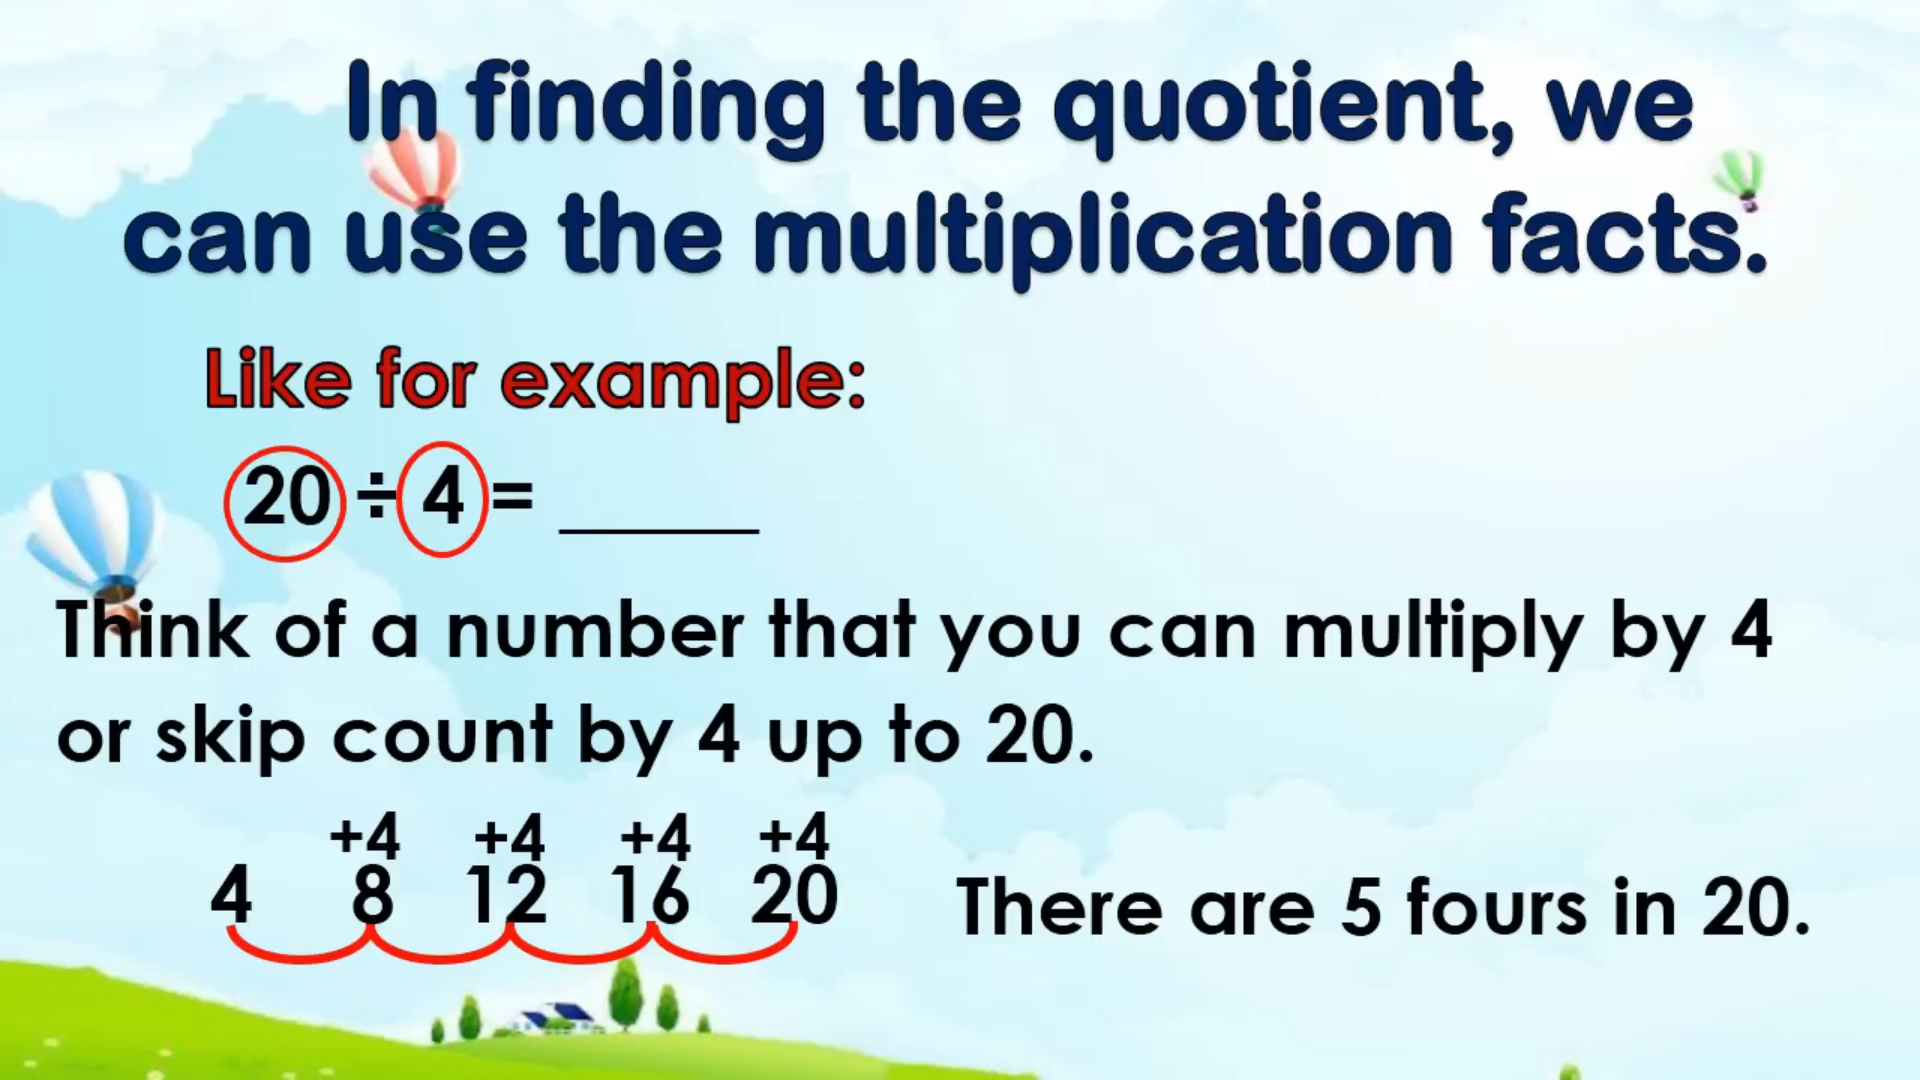 In finding the quotient, we
can use the multiplication facts.
Like for example:
20 ÷ 4 = _____
Think of a number that you can multiply by 4
or skip count by 4 up to 20.
+4 +4 +4 +4
4 8 12 16 20
There are 5 fours in 20.